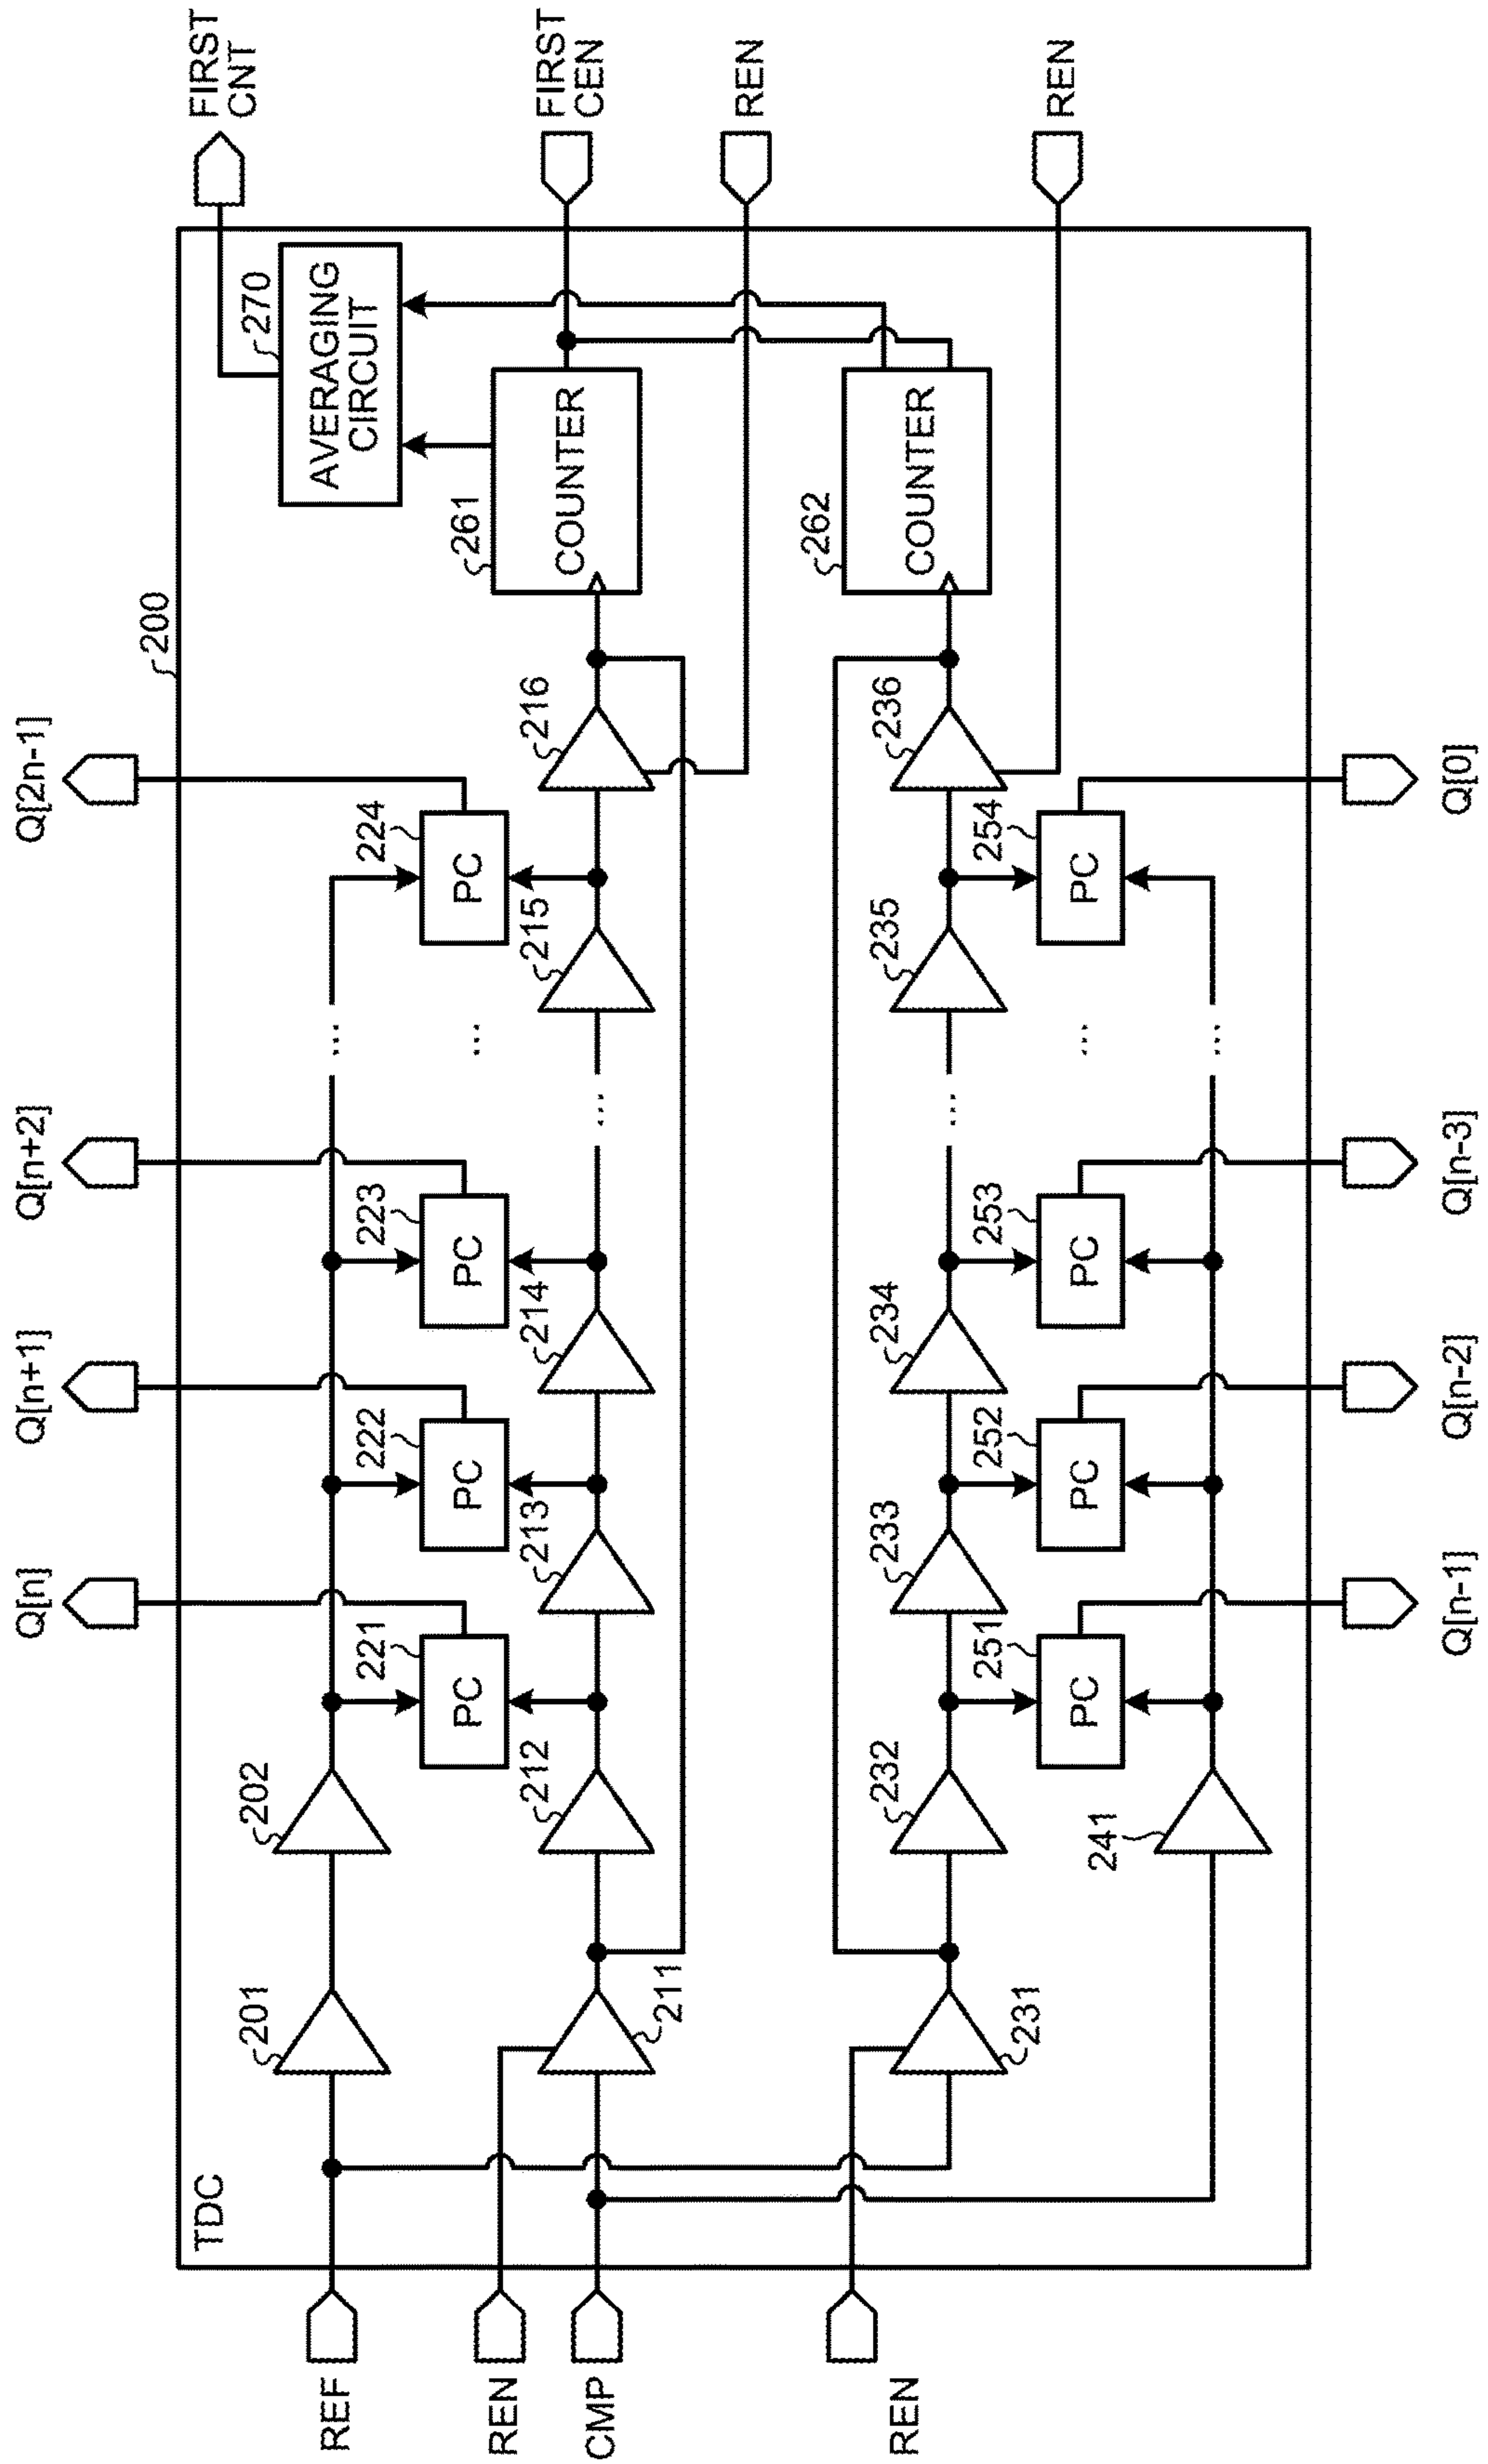 TDC
200
REF
REN
CMP
REN
Q[n]
Q[n+1]
Q[n+2]
Q[2n-1]
201
202
221
PC
222
PC
223
PC
...
224
PC
...
211
212
213
214
...
215
216
270
AVERAGING
CIRCUIT
FIRST
CNT
261
COUNTER
FIRST
CEN
REN
231
232
233
234
...
235
236
262
COUNTER
REN
251
PC
252
PC
253
PC
...
254
PC
241
...
Q[n-1]
Q[n-2]
Q[n-3]
Q[0]